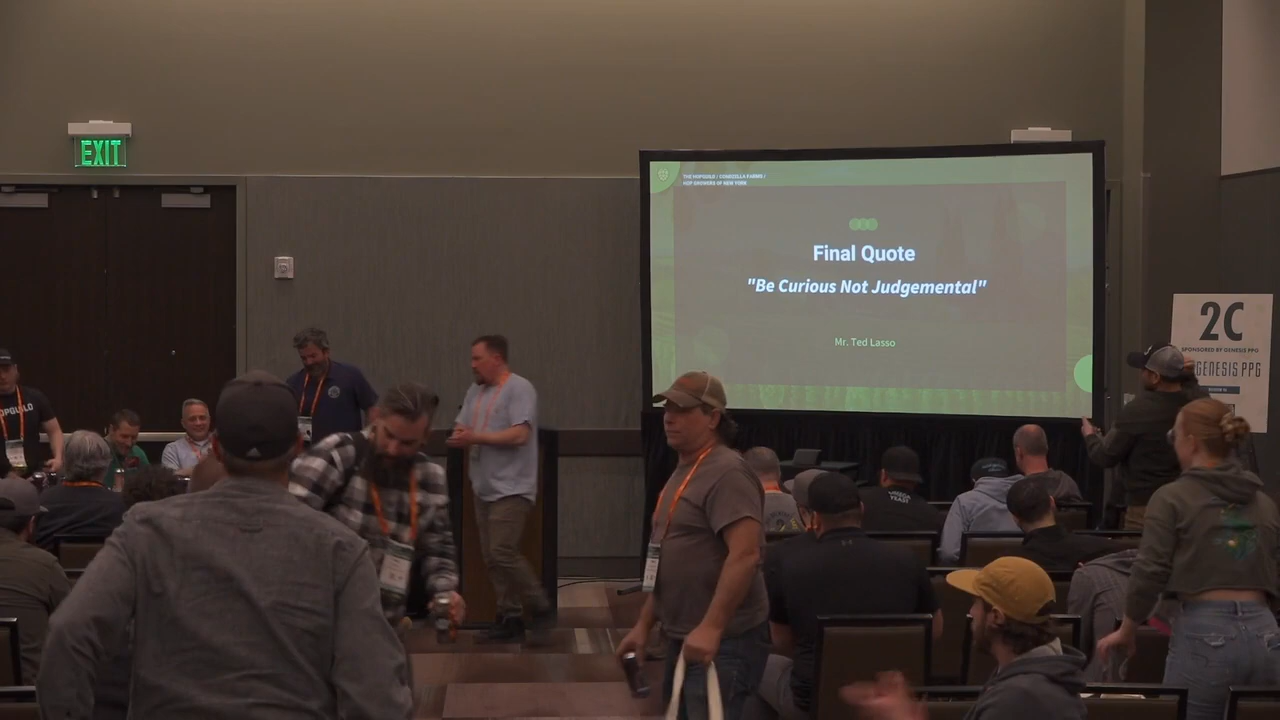 EXIT
THE HOPGUILD / CONDZELLA FARMS /
HOP GROWERS OF NEW YORK
Final Quote
"Be Curious Not Judgemental"
Mr. Ted Lasso
2C
SPONSORED BY GENESIS PPG
GENESIS PPG
OPGUILD